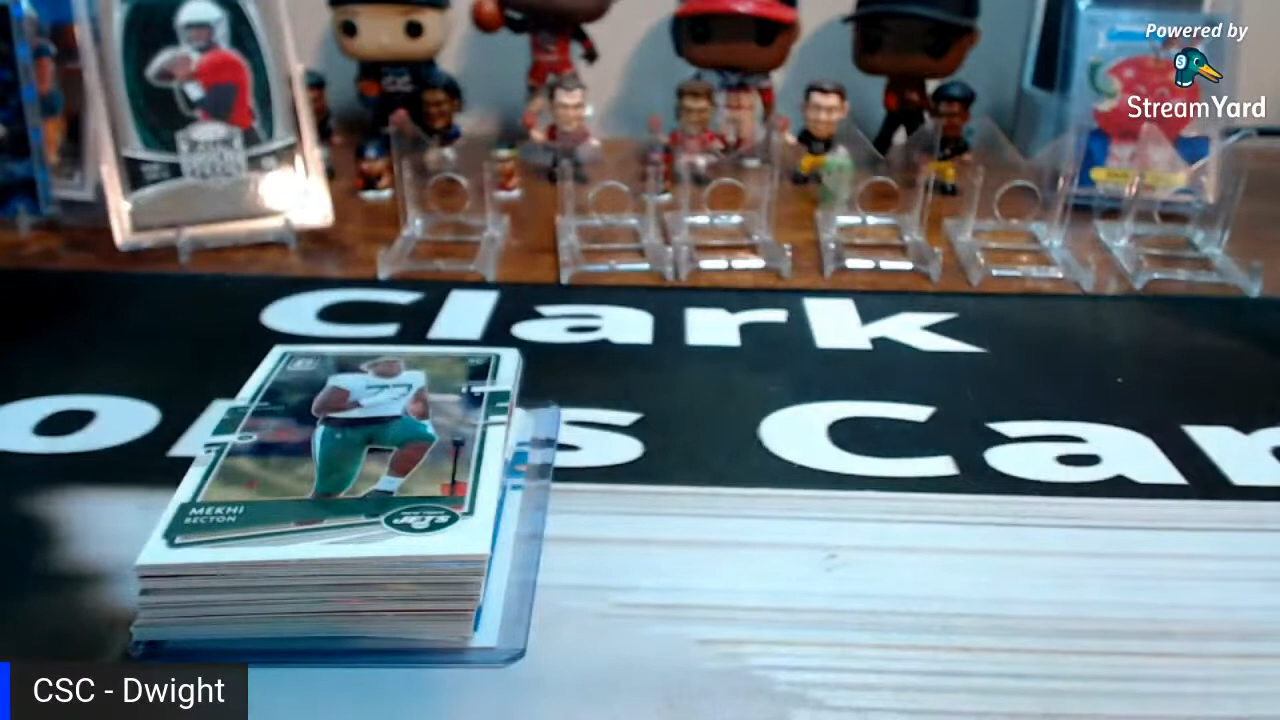 Powered by
StreamYard
Clark
s Car
MEKHI
BECTON
JETS
CSC - Dwight